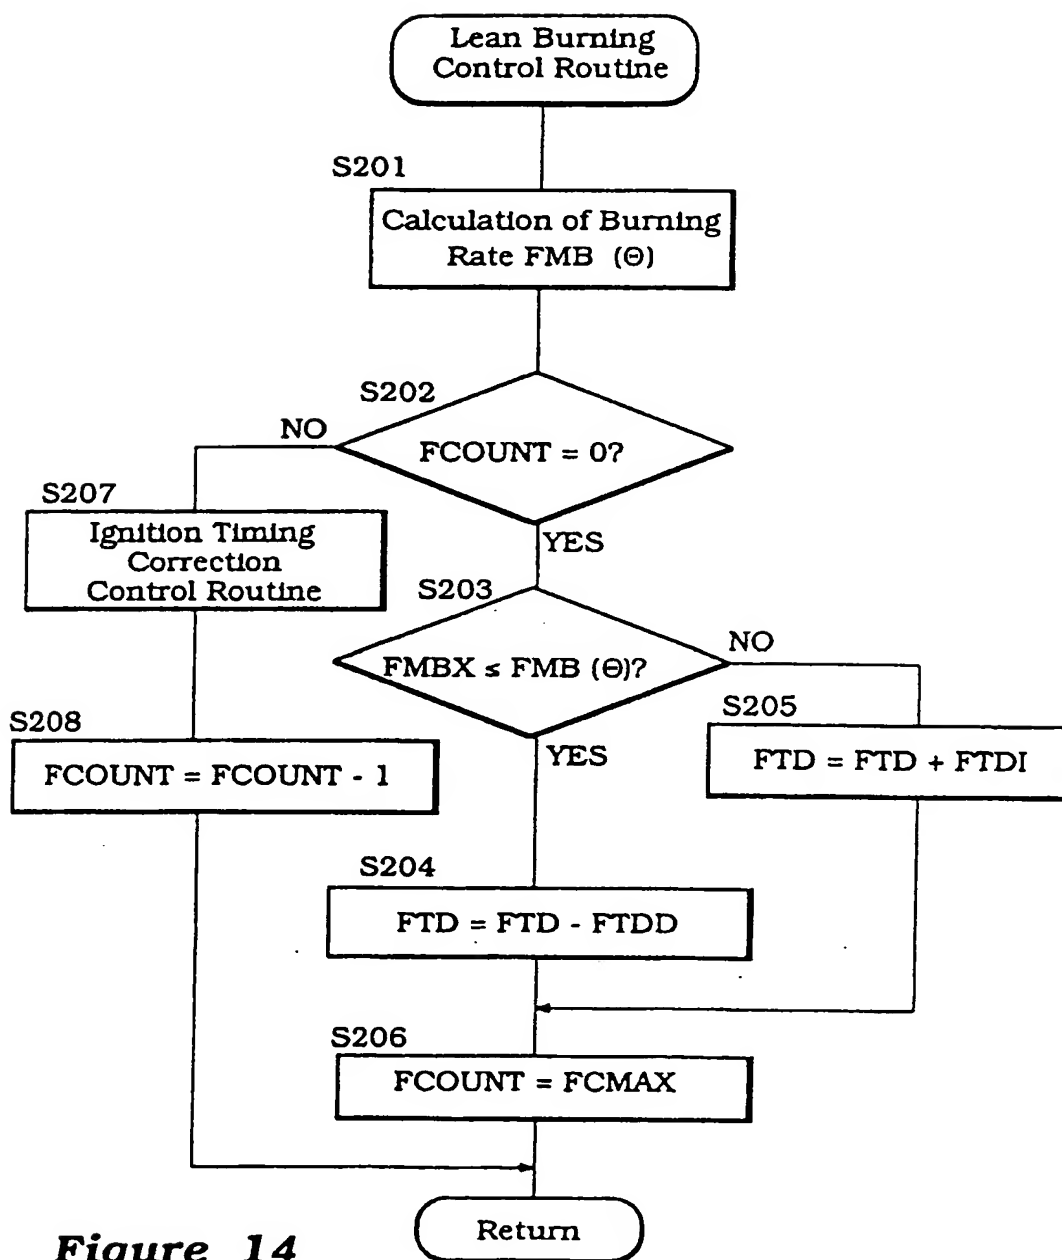 Lean Burning
Control Routine
S201
Calculation of Burning
Rate FMB (Θ)
S202
NO
FCOUNT = 0?
YES
S207
Ignition Timing
Correction
Control Routine
S203
FMBX ≤ FMB (Θ)?
NO
YES
S205
FTD = FTD + FTDI
S208
FCOUNT = FCOUNT - 1
S204
FTD = FTD - FTDD
S206
FCOUNT = FCMAX
Return
Figure 14